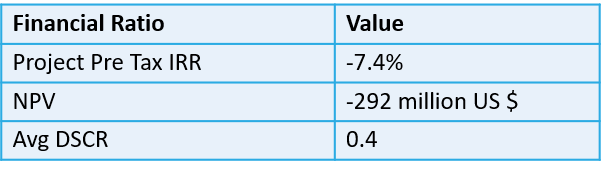 Financial Ratio Value
Project Pre Tax IRR -7.4%
NPV -292 million US $
Avg DSCR 0.4